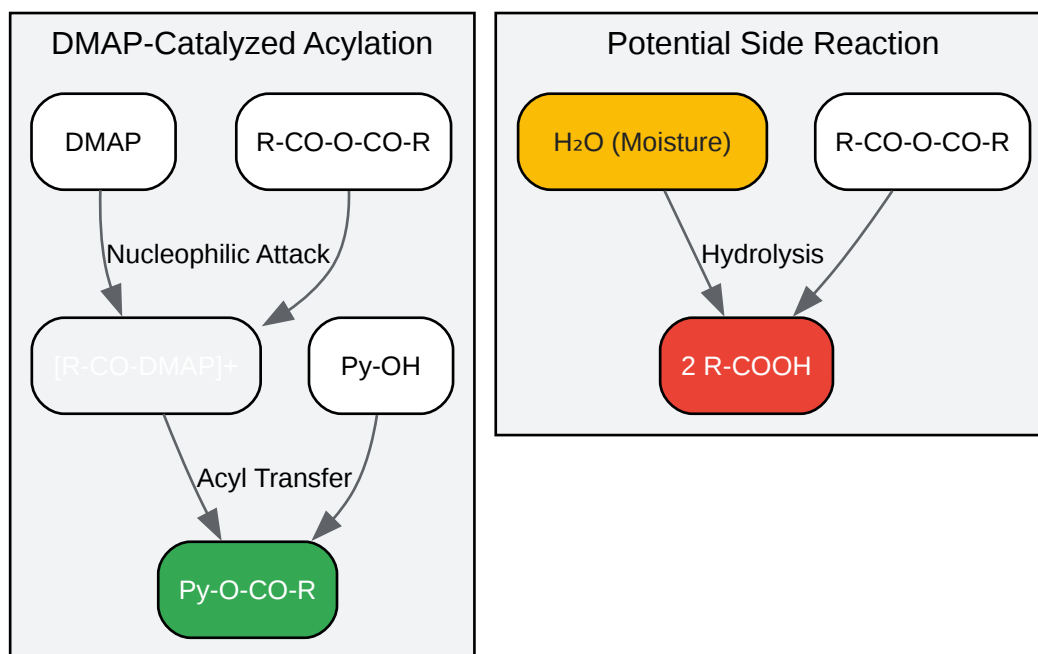 DMAP-Catalyzed Acylation
DMAP
R-CO-O-CO-R
Nucleophilic Attack
[R-CO-DMAP]+
Py-OH
Acyl Transfer
Py-O-CO-R
Potential Side Reaction
H₂O (Moisture)
R-CO-O-CO-R
Hydrolysis
2 R-COOH